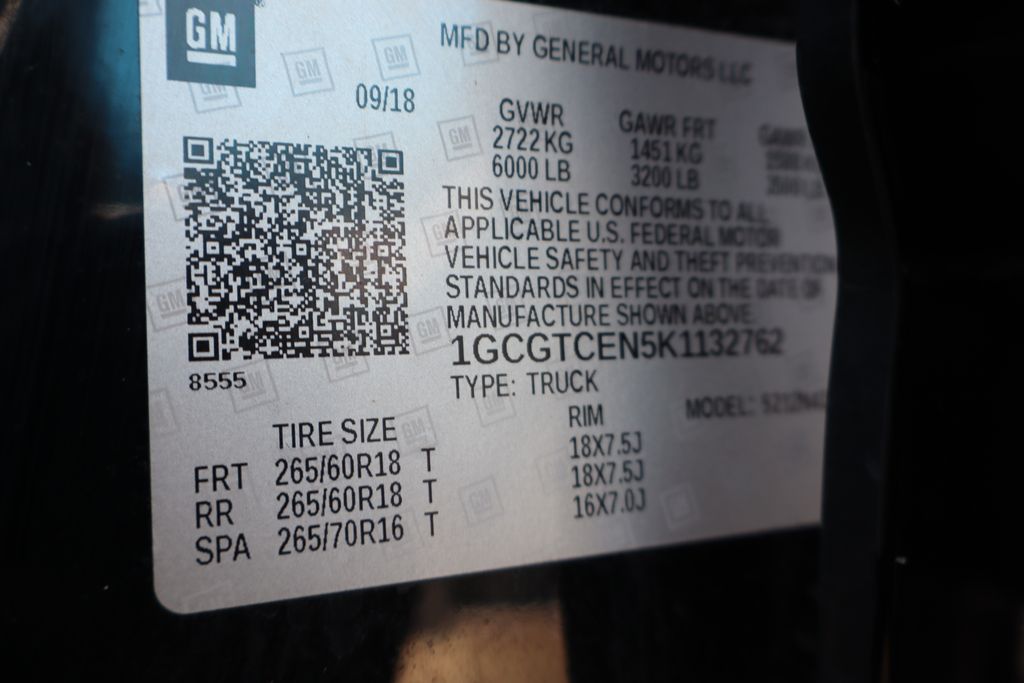 GM
MFD BY GENERAL MOTORS LLC
09/18
GVWR GAWR FRT
2722 KG 1451 KG
6000 LB 3200 LB
THIS VEHICLE CONFORMS TO ALL
APPLICABLE U.S. FEDERAL MOTOR
VEHICLE SAFETY AND THEFT PREVENTION
STANDARDS IN EFFECT ON THE DATE OF
MANUFACTURE SHOWN ABOVE.
1GCGTCEN5K1132762
8555
TYPE: TRUCK
MODEL:
TIRE SIZE RIM
FRT 265/60R18 T 18X7.5J
RR 265/60R18 T 18X7.5J
SPA 265/70R16 T 16X7.0J